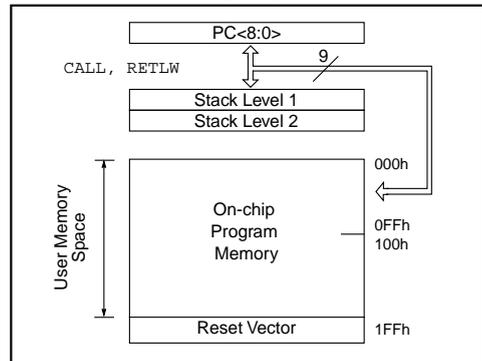 PC<8:0>
CALL, RETLW
9
Stack Level 1
Stack Level 2
000h
User Memory
Space
On-chip
Program
Memory
0FFh
100h
Reset Vector
1FFh